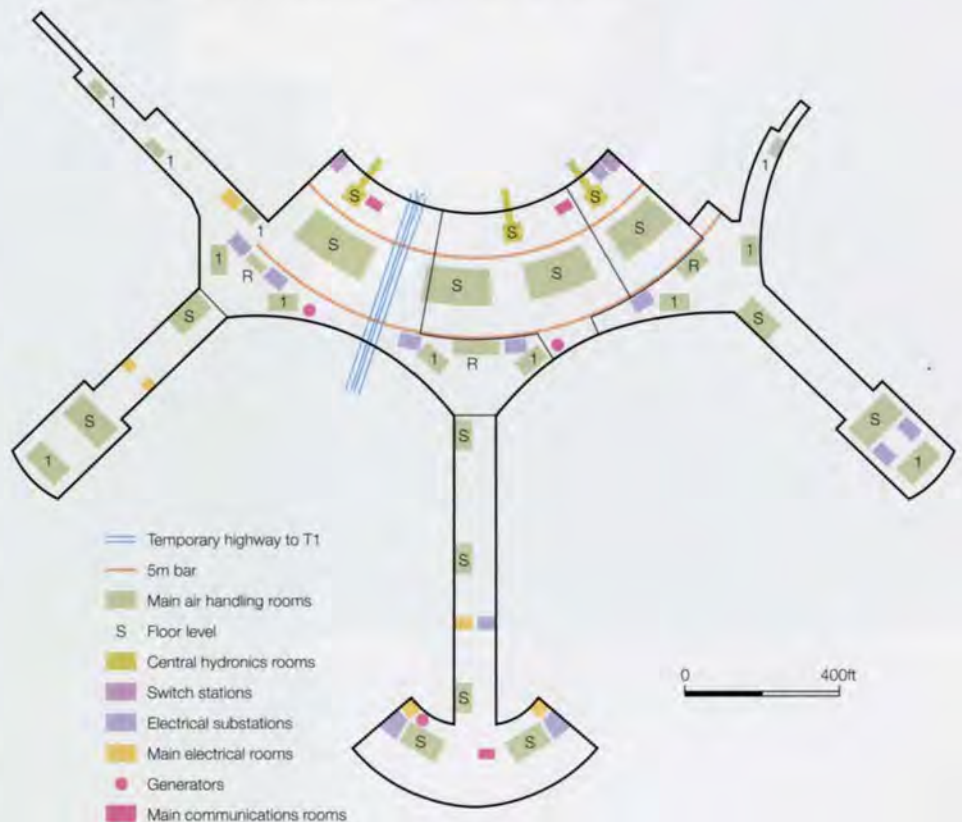 1
1
1
1
S
S
S
S
S
S
S
S
1
R
1
R
1
1
S
1
R
1
S
S
1
S
S
1
S
S
S
S
S
Temporary highway to T1
5m bar
Main air handling rooms
S Floor level
Central hydronics rooms
Switch stations
Electrical substations
Main electrical rooms
Generators
Main communications rooms
0 400ft